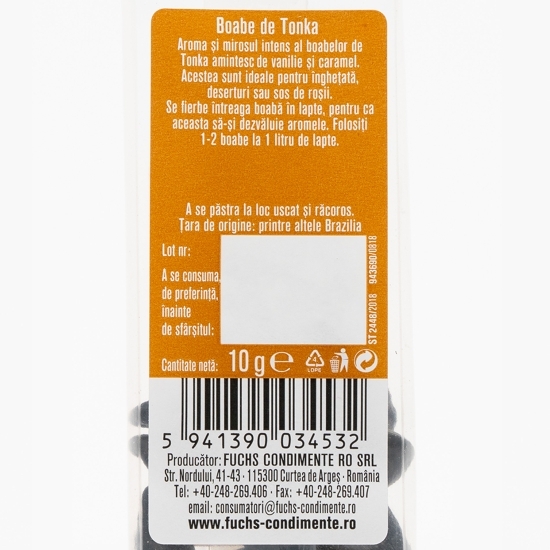 Boabe de Tonka
Aroma și mirosul intens al boabelor de
Tonka amintesc de vanilie și caramel.
Acestea sunt ideale pentru înghețată,
deserturi sau sos de roșii.
Se fierbe întreaga boabă în lapte, pentru ca
aceasta să-și dezvăluie aromele. Folosiți
1-2 boabe la 1 litru de lapte.
A se păstra la loc uscat și răcoros.
Țara de origine: printre altele Brazilia
Lot nr:
A se consuma,
de preferință,
înainte
de sfârșitul:
ST 2448/2018 943690/0818
Cantitate netă: 10 g e
4
LDPE
5 941390 034532
Producător: FUCHS CONDIMENTE RO SRL
Str. Nordului, 41-43 · 115300 Curtea de Argeș · România
Tel: +40-248-269.406 · Fax: +40-248-269.407
email: consumatori@fuchs-condimente.ro
www.fuchs-condimente.ro